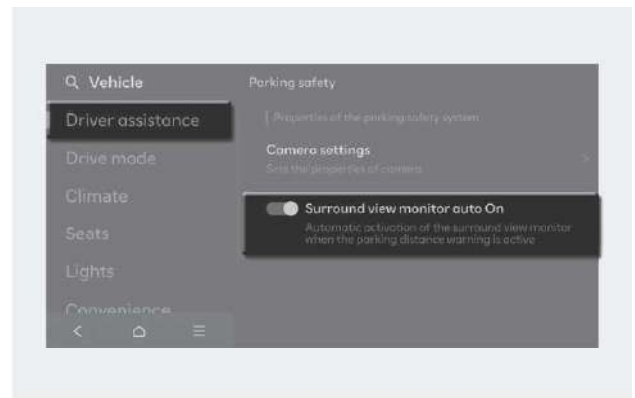 Vehicle
Driver assistance
Drive mode
Climate
Seats
Lights
Convenience
Parking safety
Properties of the parking safety system
Camera settings
Sets the properties of camera
Surround view monitor auto On
Automatic activation of the surround view monitor
when the parking distance warning is active